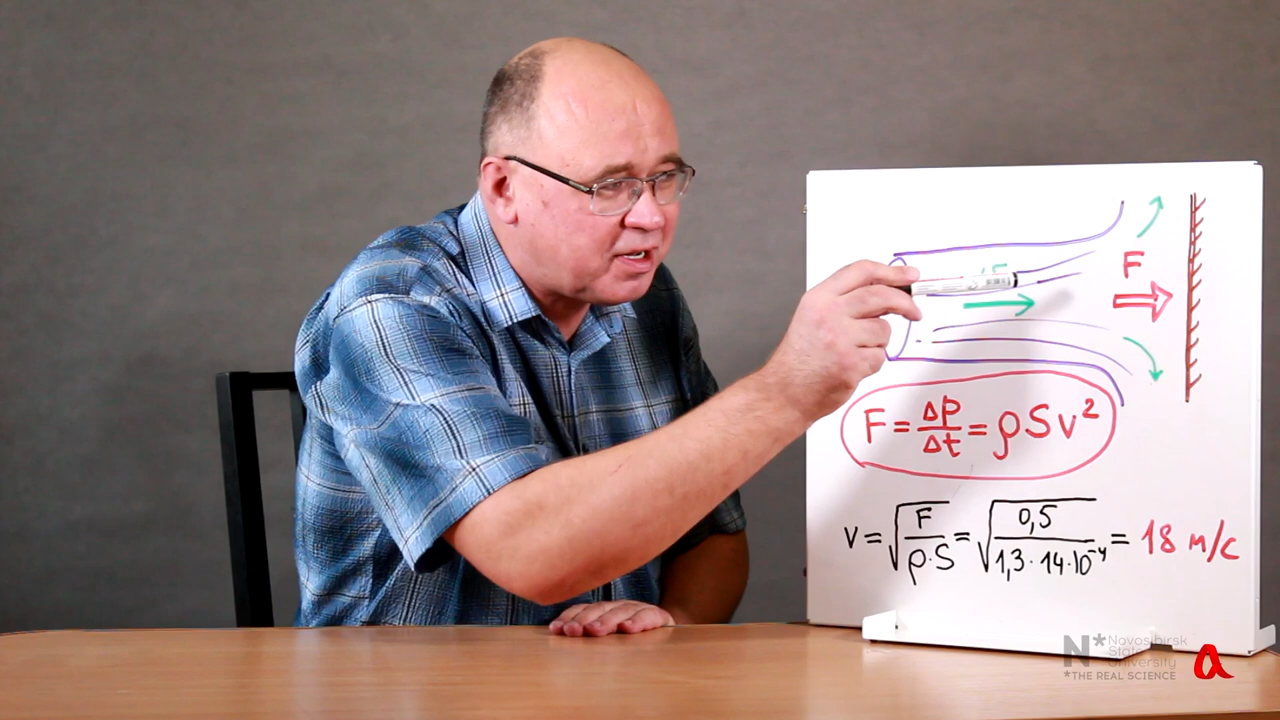 F
F = Δp/Δt = ρSv²
v = √(F/(ρ·S)) = √(0,5/(1,3·14·10⁻⁴)) = 18 м/с
N* Novosibirsk
State
University
*THE REAL SCIENCE